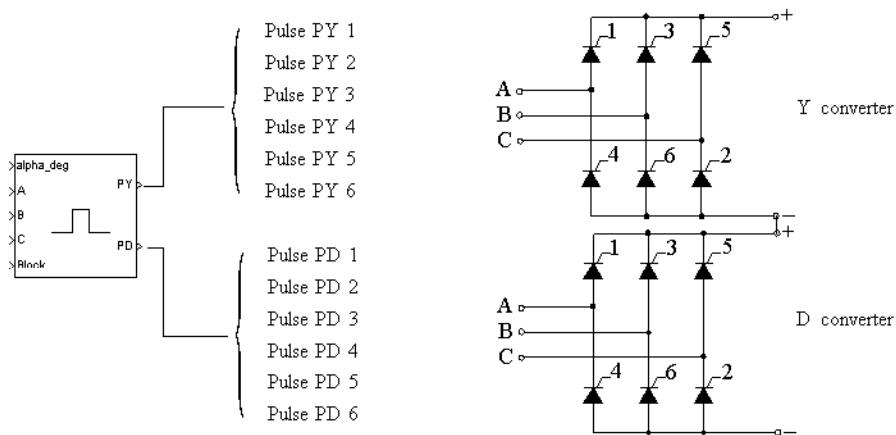 alpha_deg
A
B
C
Block
PY
PD
Pulse PY 1
Pulse PY 2
Pulse PY 3
Pulse PY 4
Pulse PY 5
Pulse PY 6
Pulse PD 1
Pulse PD 2
Pulse PD 3
Pulse PD 4
Pulse PD 5
Pulse PD 6
+
1 3 5
A
B
C
4 6 2
−
Y converter
+
1 3 5
A
B
C
4 6 2
−
D converter